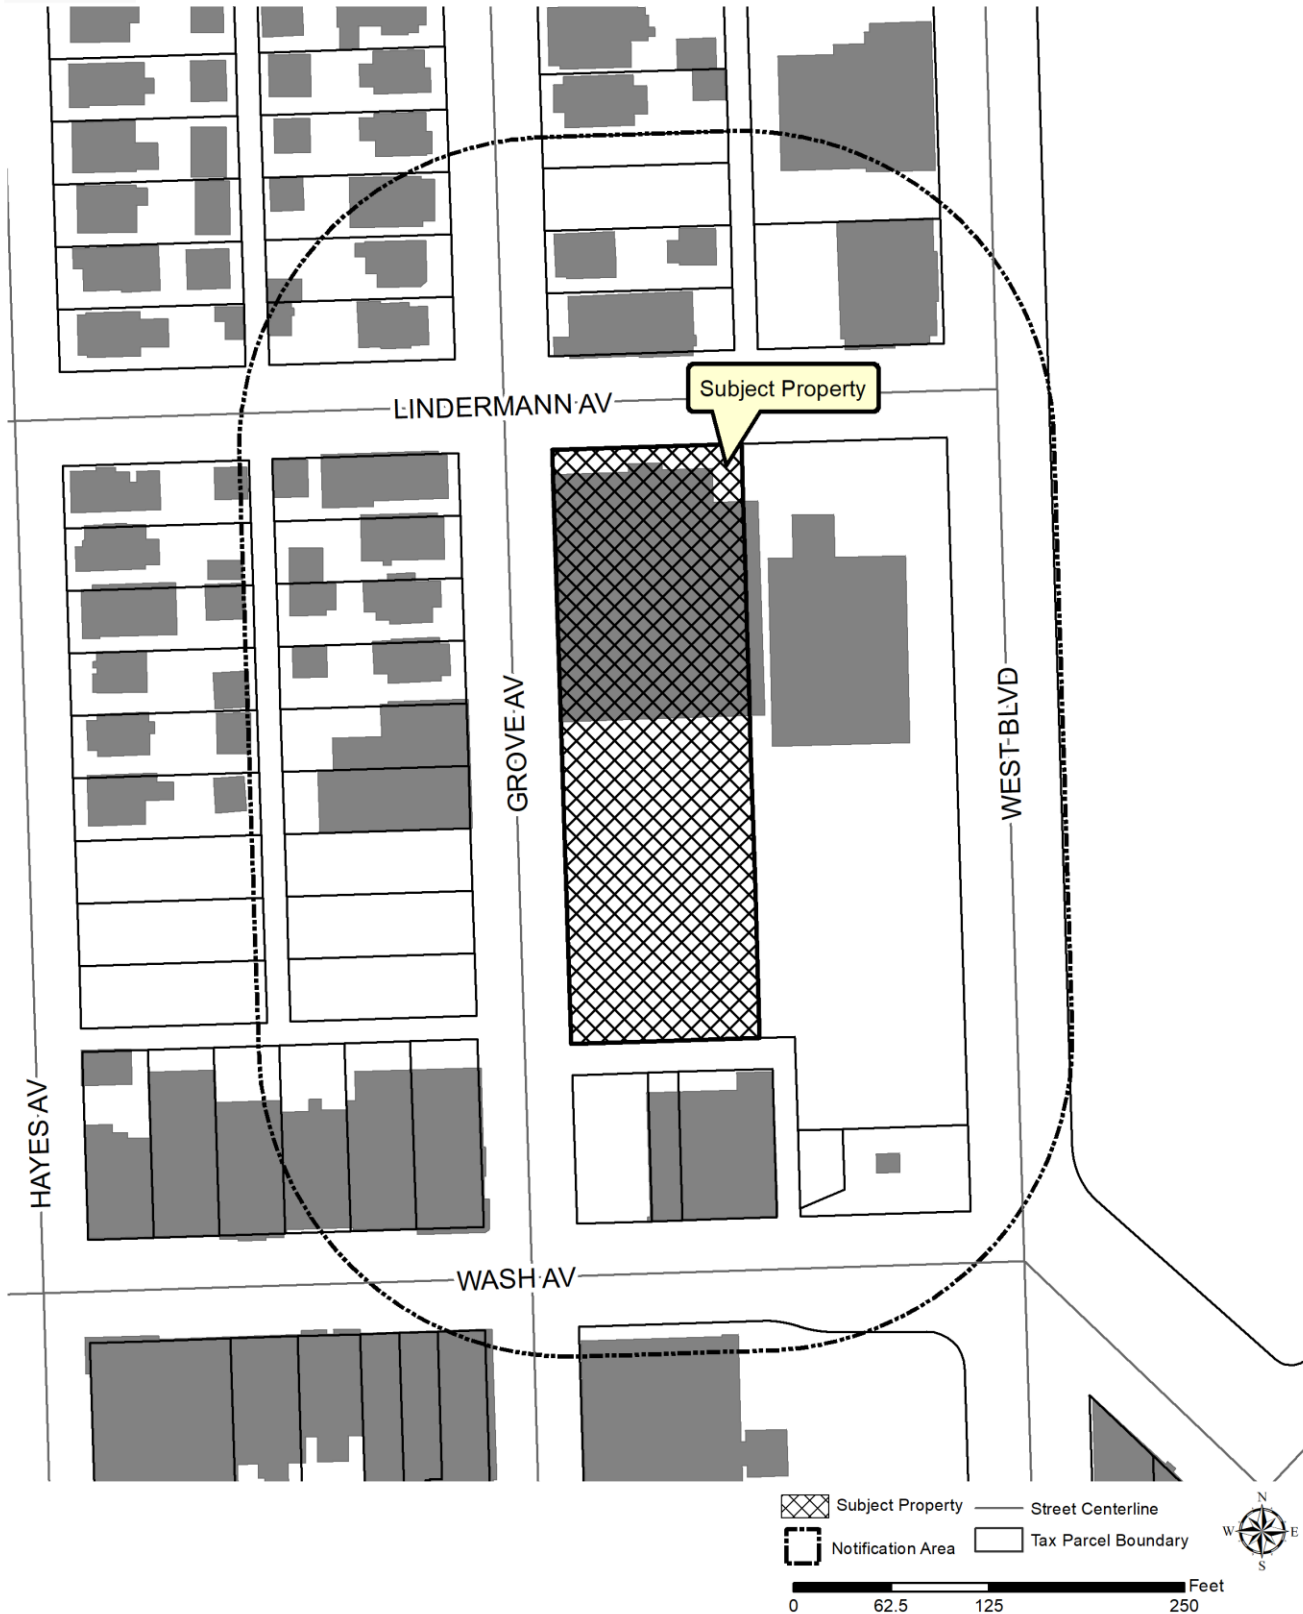 LINDERMANN AV
Subject Property
GROVE AV
WEST BLVD
HAYES AV
WASH AV
Subject Property
Street Centerline
Notification Area
Tax Parcel Boundary
N
W
E
S
Feet
0 62.5 125 250